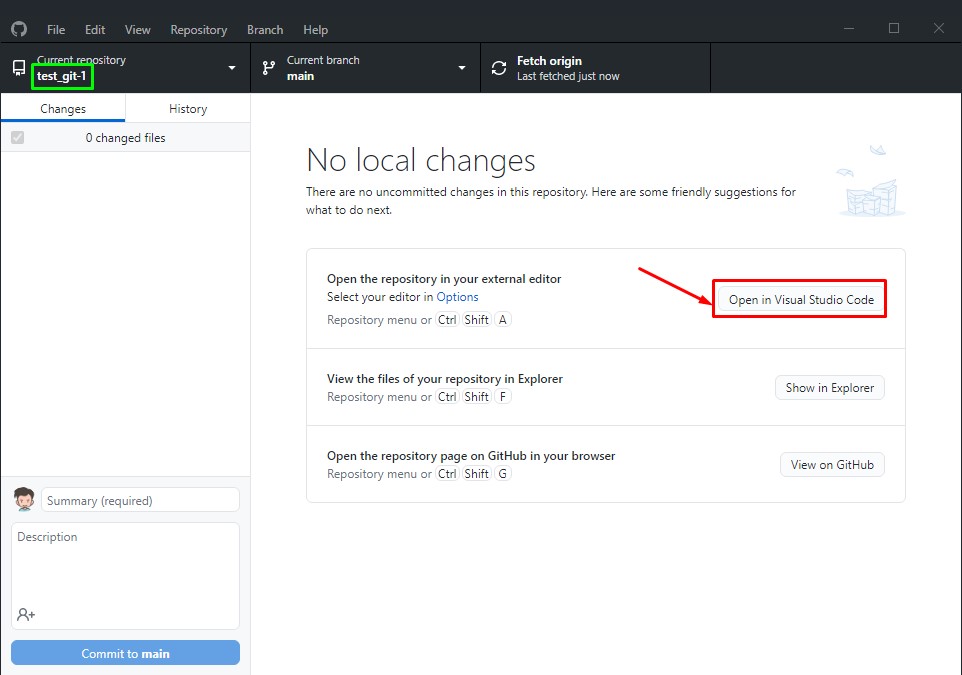 File Edit View Repository Branch Help
Current repository
test_git-1
Current branch
main
Fetch origin
Last fetched just now
Changes
History
0 changed files
No local changes
There are no uncommitted changes in this repository. Here are some friendly suggestions for
what to do next.
Open the repository in your external editor
Select your editor in Options
Repository menu or Ctrl Shift A
Open in Visual Studio Code
View the files of your repository in Explorer
Repository menu or Ctrl Shift F
Show in Explorer
Open the repository page on GitHub in your browser
Repository menu or Ctrl Shift G
View on GitHub
Summary (required)
Description
Commit to main